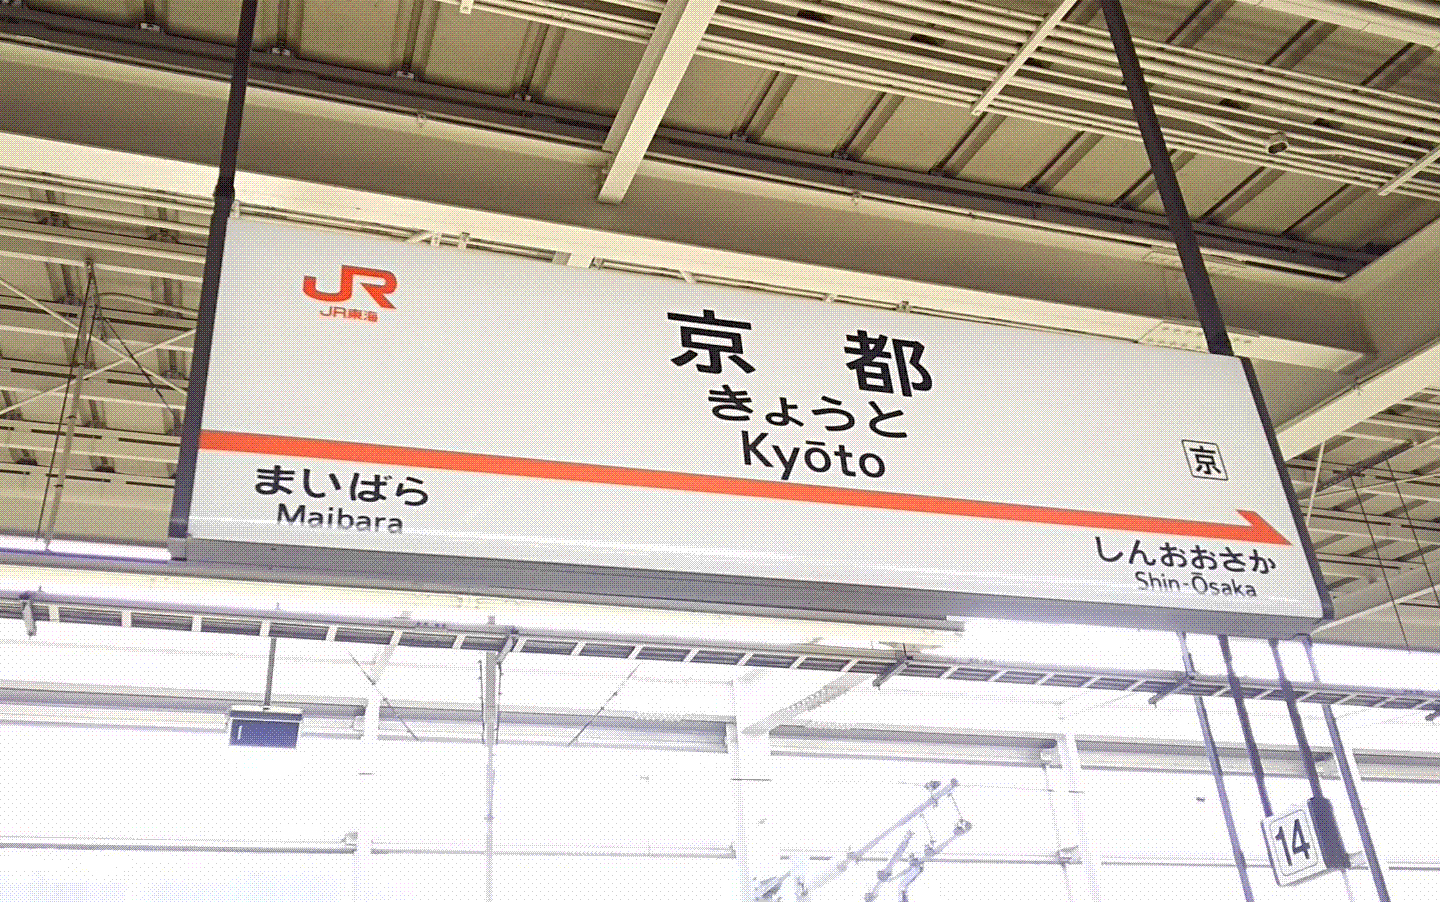 JR
JR東海
京都
きょうと
Kyōto
京
まいばら
Maibara
しんおおさか
Shin-Ōsaka
14